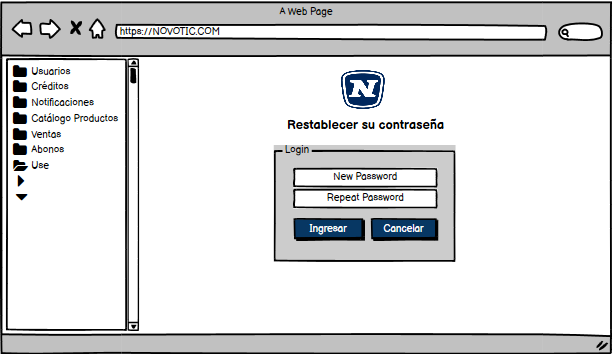 A Web Page
https://NOVOTIC.COM
Usuarios
Créditos
Notificaciones
Catálogo Productos
Ventas
Abonos
Use
N
Restablecer su contraseña
Login
New Password
Repeat Password
Ingresar
Cancelar